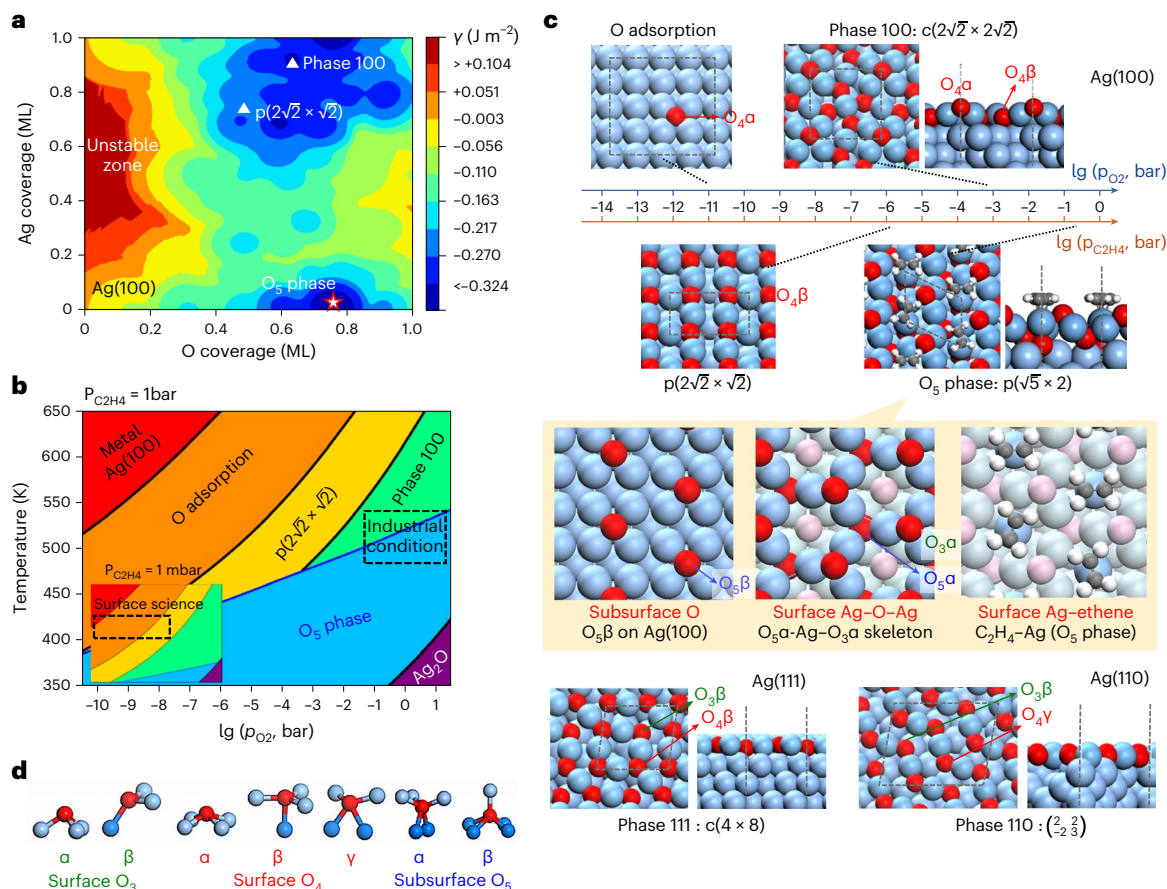 a
γ (J m⁻²)
> +0.104
+0.051
−0.003
−0.056
−0.110
−0.163
−0.217
−0.270
<−0.324
Ag coverage (ML)
1.0
0.8
0.6
0.4
0.2
0
Phase 100
p(2√2 × √2)
Unstable
zone
O₅ phase
Ag(100)
0 0.2 0.4 0.6 0.8 1.0
O coverage (ML)
b
P_C2H4 = 1bar
Temperature (K)
650
600
550
500
450
400
350
Metal
Ag(100)
O adsorption
p(2√2 × √2)
Phase 100
Industrial
condition
P_C2H4 = 1 mbar
Surface science
O₅ phase
Ag₂O
−10 −9 −8 −7 −6 −5 −4 −3 −2 −1 0 1
lg (p_O2, bar)
c
O adsorption
Phase 100: c(2√2 × 2√2)
Ag(100)
O₄α
O₄α
O₄β
lg (p_O2, bar)
−14 −13 −12 −11 −10 −9 −8 −7 −6 −5 −4 −3 −2 −1 0
lg (p_C2H4, bar)
O₄β
p(2√2 × √2)
O₅ phase: p(√5 × 2)
O₅β
O₃α
O₅α
Subsurface O
O₅β on Ag(100)
Surface Ag–O–Ag
O₅α-Ag–O₃α skeleton
Surface Ag–ethene
C₂H₄–Ag (O₅ phase)
Ag(111)
O₃β
O₄β
Phase 111 : c(4 × 8)
Ag(110)
O₃β
O₄γ
Phase 110 : (2 2
−2 3)
d
α β α β γ α β
Surface O₃ Surface O₄ Subsurface O₅